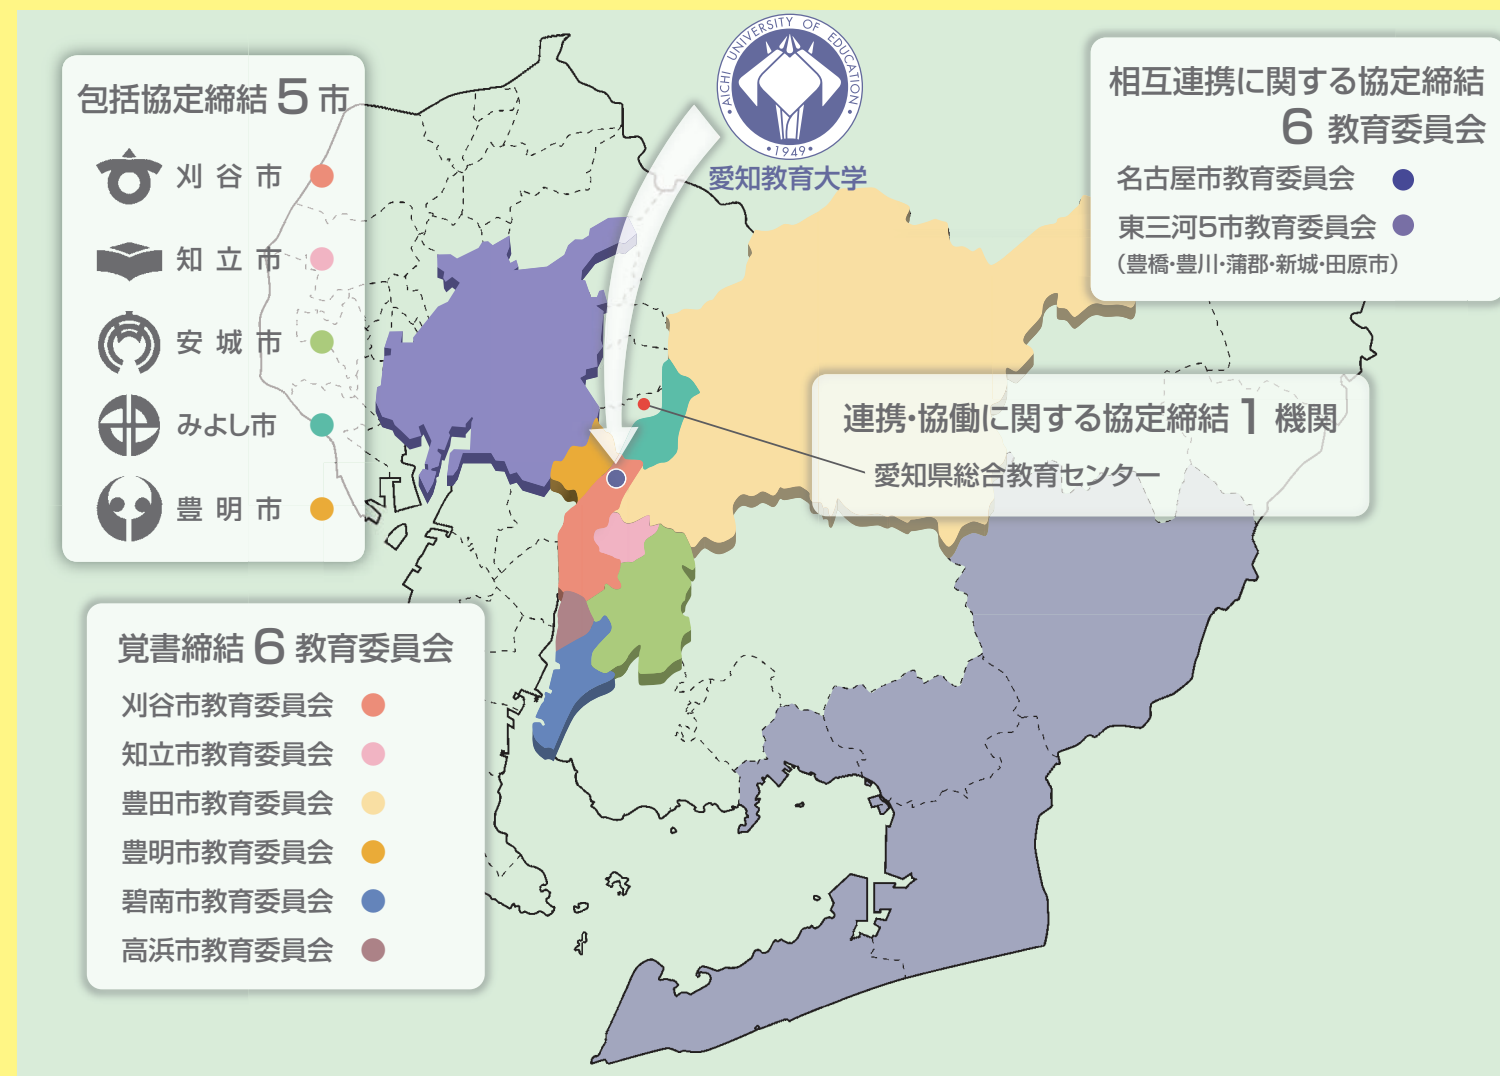 包括協定締結5市
刈谷市
知立市
安城市
みよし市
豊明市
AICHI UNIVERSITY OF EDUCATION
・1949・
愛知教育大学
相互連携に関する協定締結
6 教育委員会
名古屋市教育委員会
東三河5市教育委員会
(豊橋・豊川・蒲郡・新城・田原市)
連携・協働に関する協定締結1機関
愛知県総合教育センター
覚書締結6教育委員会
刈谷市教育委員会
知立市教育委員会
豊田市教育委員会
豊明市教育委員会
碧南市教育委員会
高浜市教育委員会